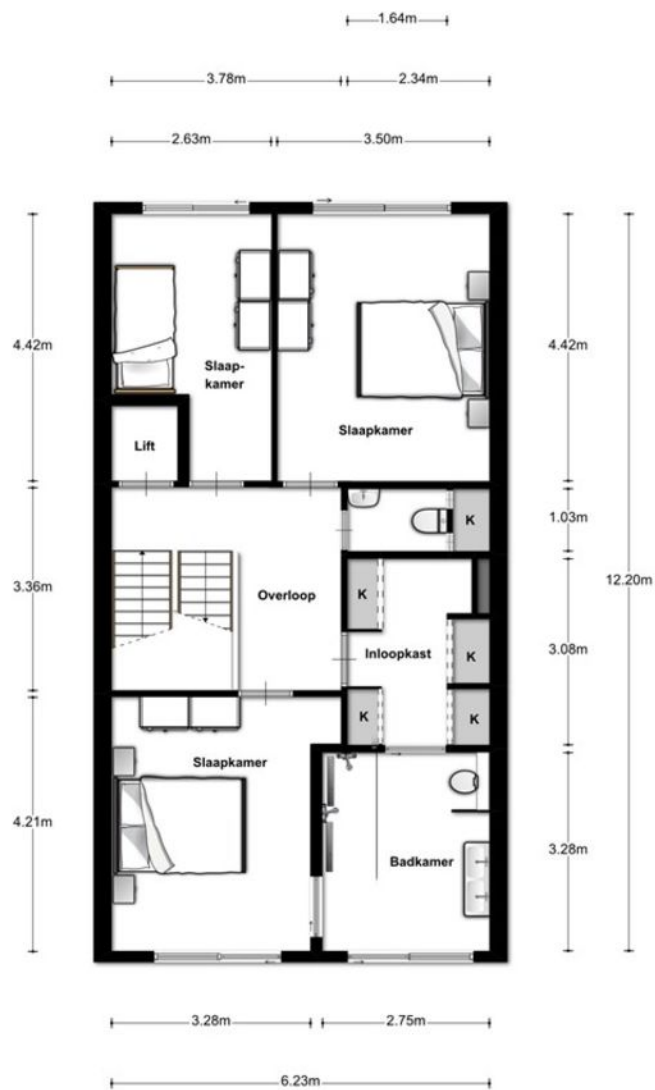 1.64m
3.78m 2.34m
2.63m 3.50m
4.42m
4.42m
Slaap-
kamer
Slaapkamer
Lift
K
1.03m
3.36m
12.20m
Overloop
K
3.08m
Inloopkast
K
K
K
Slaapkamer
4.21m
3.28m
Badkamer
3.28m 2.75m
6.23m